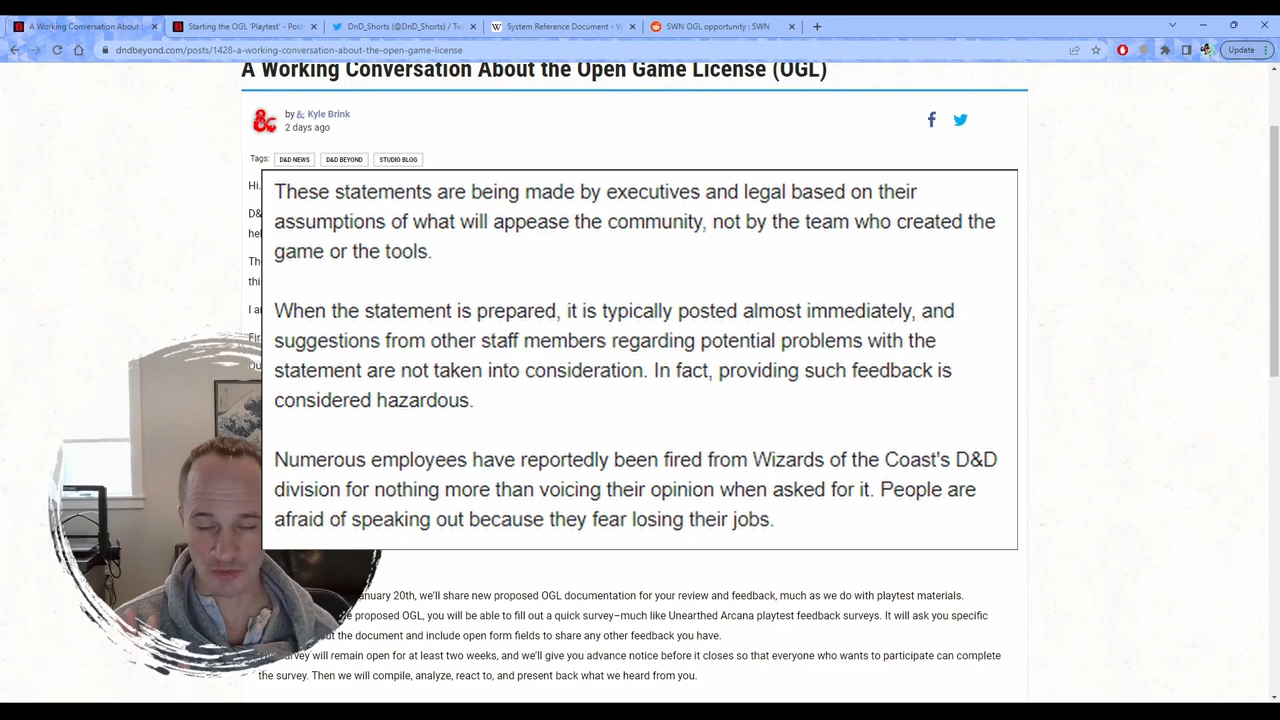 A Working Conversation About t
Starting the OGL 'Playtest' - Post
DnD_Shorts (@DnD_Shorts) / Tw
System Reference Document - W
SWN OGL opportunity : SWN
dndbeyond.com/posts/1428-a-working-conversation-about-the-open-game-license
Update
A Working Conversation About the Open Game License (OGL)
by Kyle Brink
2 days ago
Tags: D&D NEWS D&D BEYOND STUDIO BLOG
Hi.
These statements are being made by executives and legal based on their
assumptions of what will appease the community, not by the team who created the
game or the tools.
When the statement is prepared, it is typically posted almost immediately, and
suggestions from other staff members regarding potential problems with the
statement are not taken into consideration. In fact, providing such feedback is
considered hazardous.
Numerous employees have reportedly been fired from Wizards of the Coast's D&D
division for nothing more than voicing their opinion when asked for it. People are
afraid of speaking out because they fear losing their jobs.
anuary 20th, we'll share new proposed OGL documentation for your review and feedback, much as we do with playtest materials.
e proposed OGL, you will be able to fill out a quick survey–much like Unearthed Arcana playtest feedback surveys. It will ask you specific
ut the document and include open form fields to share any other feedback you have.
urvey will remain open for at least two weeks, and we'll give you advance notice before it closes so that everyone who wants to participate can complete
the survey. Then we will compile, analyze, react to, and present back what we heard from you.